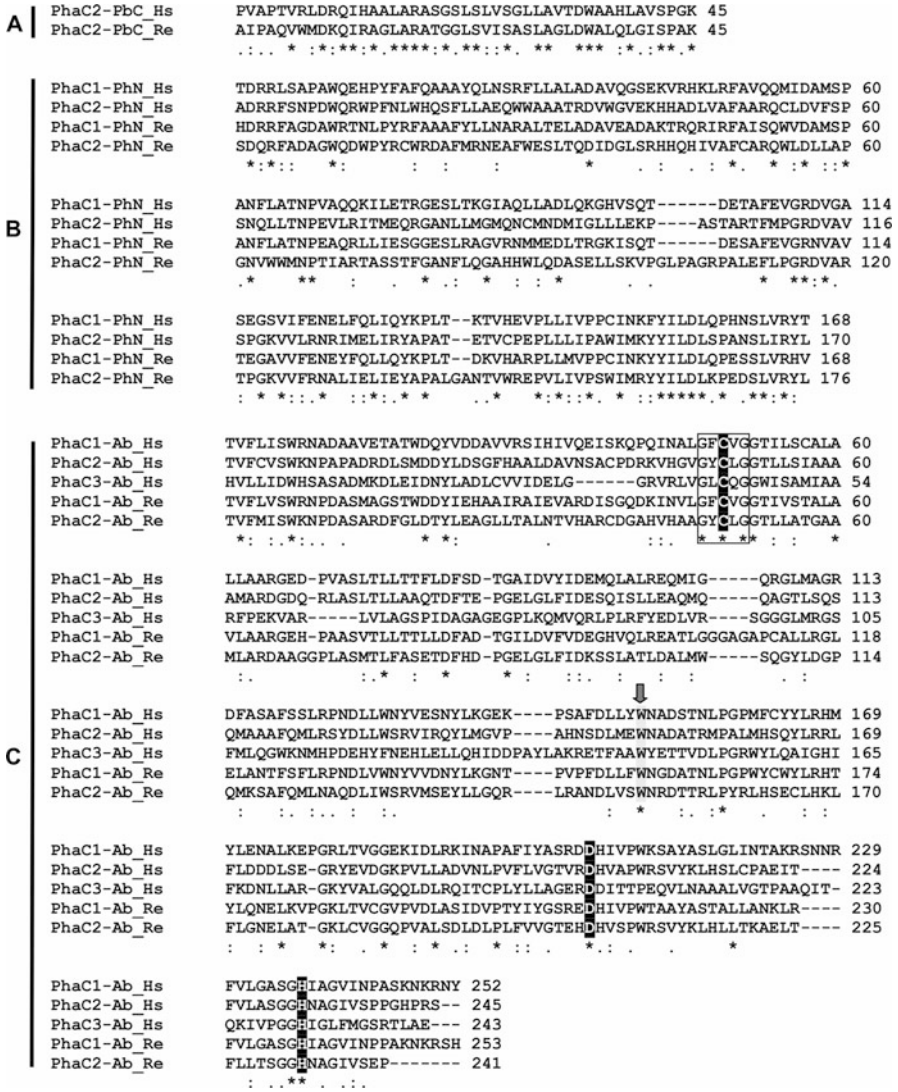 A
PhaC2-PbC_Hs PVAPTVRLDRQIHAALARASGSLSLVSGLLAVTDWAAHLAVSPGK 45
PhaC2-PbC_Re AIPAQVWMDKQIRAGLARATGGLSVISASLAGLDWALQLGISPAK 45
B
PhaC1-PhN_Hs TDRRLSAPAWQEHPYFAFQAAAYQLNSRFLLALADAVQGSEKVRHKLRFAVQQMIDAMSP 60
PhaC2-PhN_Hs ADRRFSNPDWQRWPFNLWHQSFLLAEQWWAAATRDVWGVEKHHADLVAFAARQCLDVFSP 60
PhaC1-PhN_Re HDRRFAGDAWRTNLPYRFAAAFYLLNARALTELADAVEADAKTRQRIRFAISQWVDAMSP 60
PhaC2-PhN_Re SDQRFADAGWQDWPYRCWRDAFMRNEAFWESLTQDIDGLSRHHQHIVAFCARQWLDLLAP 60
PhaC1-PhN_Hs ANFLATNPVAQQKILETRGESLTKGIAQLLADLQKGHVSQT------DETAFEVGRDVGA 114
PhaC2-PhN_Hs SNQLLTNPEVLRITMEQRGANLLMGMQNCMNDMIGLLLEKP----ASTARTFMPGRDVAV 116
PhaC1-PhN_Re ANFLATNPEAQRLLIESGGESLRAGVRNMMEDLTRGKISQT------DESAFEVGRNVAV 114
PhaC2-PhN_Re GNVWWMNPTIARTASSTFGANFLQGAHHWLQDASELLSKVPGLPAGRPALEFLPGRDVAR 120
PhaC1-PhN_Hs SEGSVIFENELFQLIQYKPLT--KTVHEVPLLIVPPCINKFYILDLQPHNSLVRYT 168
PhaC2-PhN_Hs SPGKVVLRNRIMELIRYAPAT--ETVCPEPLLLIPAWIMKYYILDLSPANSLIRYL 170
PhaC1-PhN_Re TEGAVVFENEYFQLLQYKPLT--DKVHARPLLMVPPCINKYYILDLQPESSLVRHV 168
PhaC2-PhN_Re TPGKVVFRNALIELIEYAPALGANTVWREPVLIVPSWIMRYYILDLKPEDSLVRYL 176
C
PhaC1-Ab_Hs TVFLISWRNADAAVETATWDQYVDDAVVRSIHIVQEISKQPQINALGFCVGGTILSCALA 60
PhaC2-Ab_Hs TVFCVSWKNPAPADRDLSMDDYLDSGFHAALDAVNSACPDRKVHGVGYCLGGTLLSIAAA 60
PhaC3-Ab_Hs HVLLIDWHSASADMKDLEIDNYLADLCVVIDELG------GRVRLVGLCQGGWISAMIAA 54
PhaC1-Ab_Re TVFLVSWRNPDASMAGSTWDDYIEHAAIRAIEVARDISGQDKINVLGFCVGGTIVSTALA 60
PhaC2-Ab_Re TVFMISWKNPDASARDFGLDTYLEAGLLTALNTVHARCDGAHVHAAGYCLGGTLLATGAA 60
PhaC1-Ab_Hs LLAARGED-PVASLTLLTTFLDFSD-TGAIDVYIDEMQLALREQMIG-----QRGLMAGR 113
PhaC2-Ab_Hs AMARDGDQ-RLASLTLLAAQTDFTE-PGELGLFIDESQISLLEAQMQ-----QAGTLSQS 113
PhaC3-Ab_Hs RFPEKVAR------LVLAGSPIDAGAGEGPLKQMVQRLPLRFYEDLVR-----SGGGLMRGS 105
PhaC1-Ab_Re VLAARGEH-PAASVTLLTTLLDFAD-TGILDVFVDEGHVQLREATLGGGAGAPCALLRGL 118
PhaC2-Ab_Re MLARDAAGGPLASMTLFASETDFHD-PGELGLFIDKSSLATLDALMW-----SQGYLDGP 114
PhaC1-Ab_Hs DFASAFSSLRPNDLLWNYVESNYLKGEK----PSAFDLLYWNADSTNLPGPMFCYYLRHM 169
PhaC2-Ab_Hs QMAAAFQMLRSYDLLWSRVIRQYLMGVP----AHNSDLMEWNADATRMPALMHSQYLRRL 169
PhaC3-Ab_Hs FMLQGWKNMHPDEHYFNEHLELLQHIDDPAYLAKRETFAAWYETTVDLPGRWYLQAIGHI 165
PhaC1-Ab_Re ELANTFSFLRPNDLVWNYVVDNYLKGNT----PVPFDLLFWNGDATNLPGPWYCWYLRHT 174
PhaC2-Ab_Re QMKSAFQMLNAQDLIWSRVMSEYLLGQR----LRANDLVSWNRDTTRLPYRLHSECLHKL 170
PhaC1-Ab_Hs YLENALKEPGRLTVGGEKIDLRKINAPAFIYASRDDHIVPWKSAYASLGLINTAKRSNNR 229
PhaC2-Ab_Hs FLDDDLSE-GRYEVDGKPVLLADVNLPVFLVGTVRDHVAPWRSVYKLHSLCPAEIT---- 224
PhaC3-Ab_Hs FKDNLLAR-GKYVALGQQLDLRQITCPLYLLAGERDDITTPEQVLNAAALVGTPAAQIT- 223
PhaC1-Ab_Re YLQNELKVPGKLTVCGVPVDLASIDVPTYIYGSREDHIVPWTAAYASTALLANKLR---- 230
PhaC2-Ab_Re FLGNELAT-GKLCVGGQPVALSDLDLPLFVVGTEHDHVSPWRSVYKLHLLTKAELT---- 225
PhaC1-Ab_Hs FVLGASGHIAGVINPASKNKRNY 252
PhaC2-Ab_Hs FVLASGGHNAGIVSPPGHPRS-- 245
PhaC3-Ab_Hs QKIVPGGHIGLFMGSRTLAE--- 243
PhaC1-Ab_Re FVLGASGHIAGVINPPAKNKRSH 253
PhaC2-Ab_Re FLLTSGGHNAGIVSEP------- 241